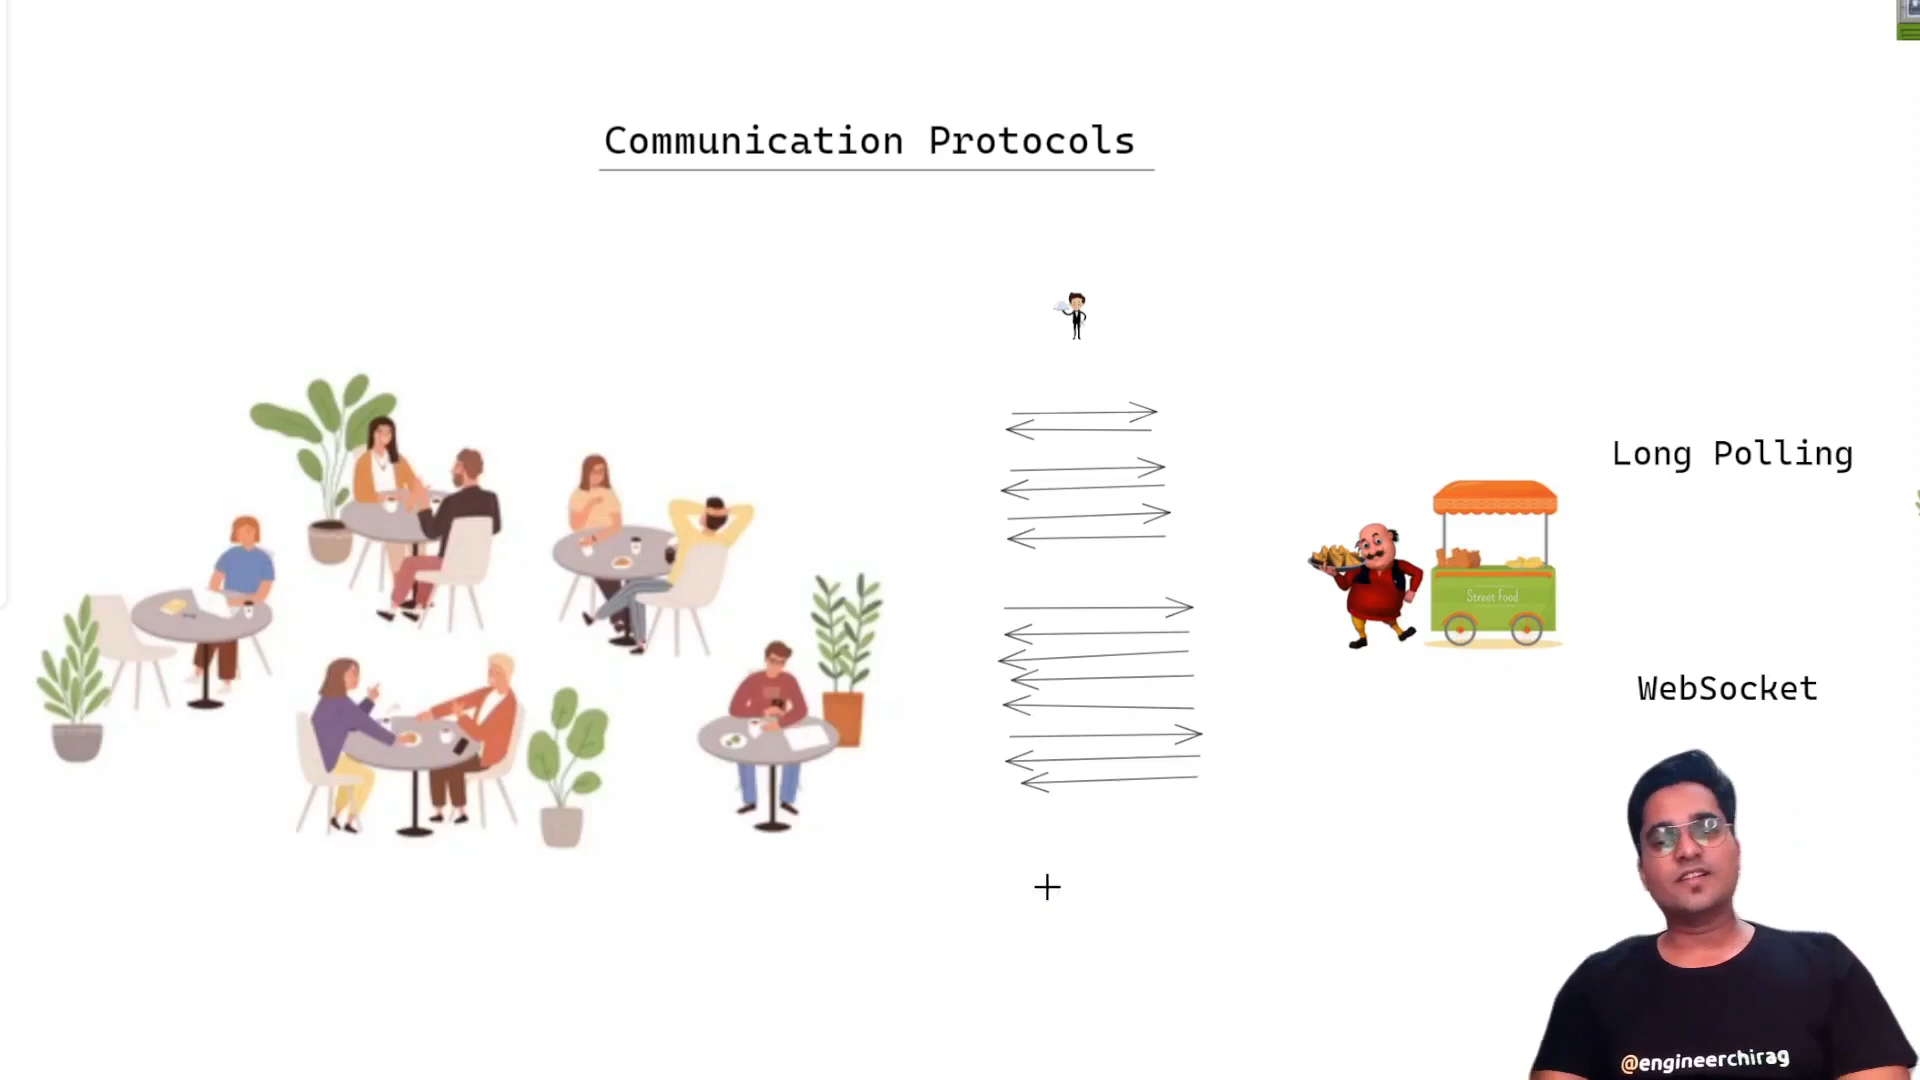 Communication Protocols
Long Polling
Street Food
WebSocket
@engineerchirag